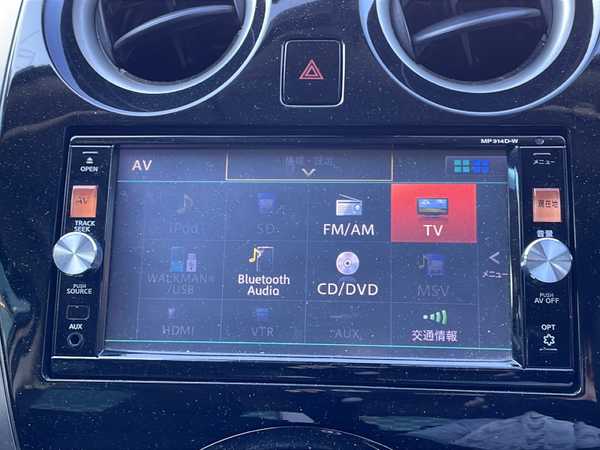 MP314D-W
OPEN
メニュー
AV
情報・設定
AV
現在地
TRACK
SEEK
音量
iPod
SD
FM/AM
TV
PUSH
SOURCE
WALKMAN®
/USB
Bluetooth
Audio
CD/DVD
MSV
<
メニュー
PUSH
AV OFF
AUX
HDMI
VTR
AUX
交通情報
OPT